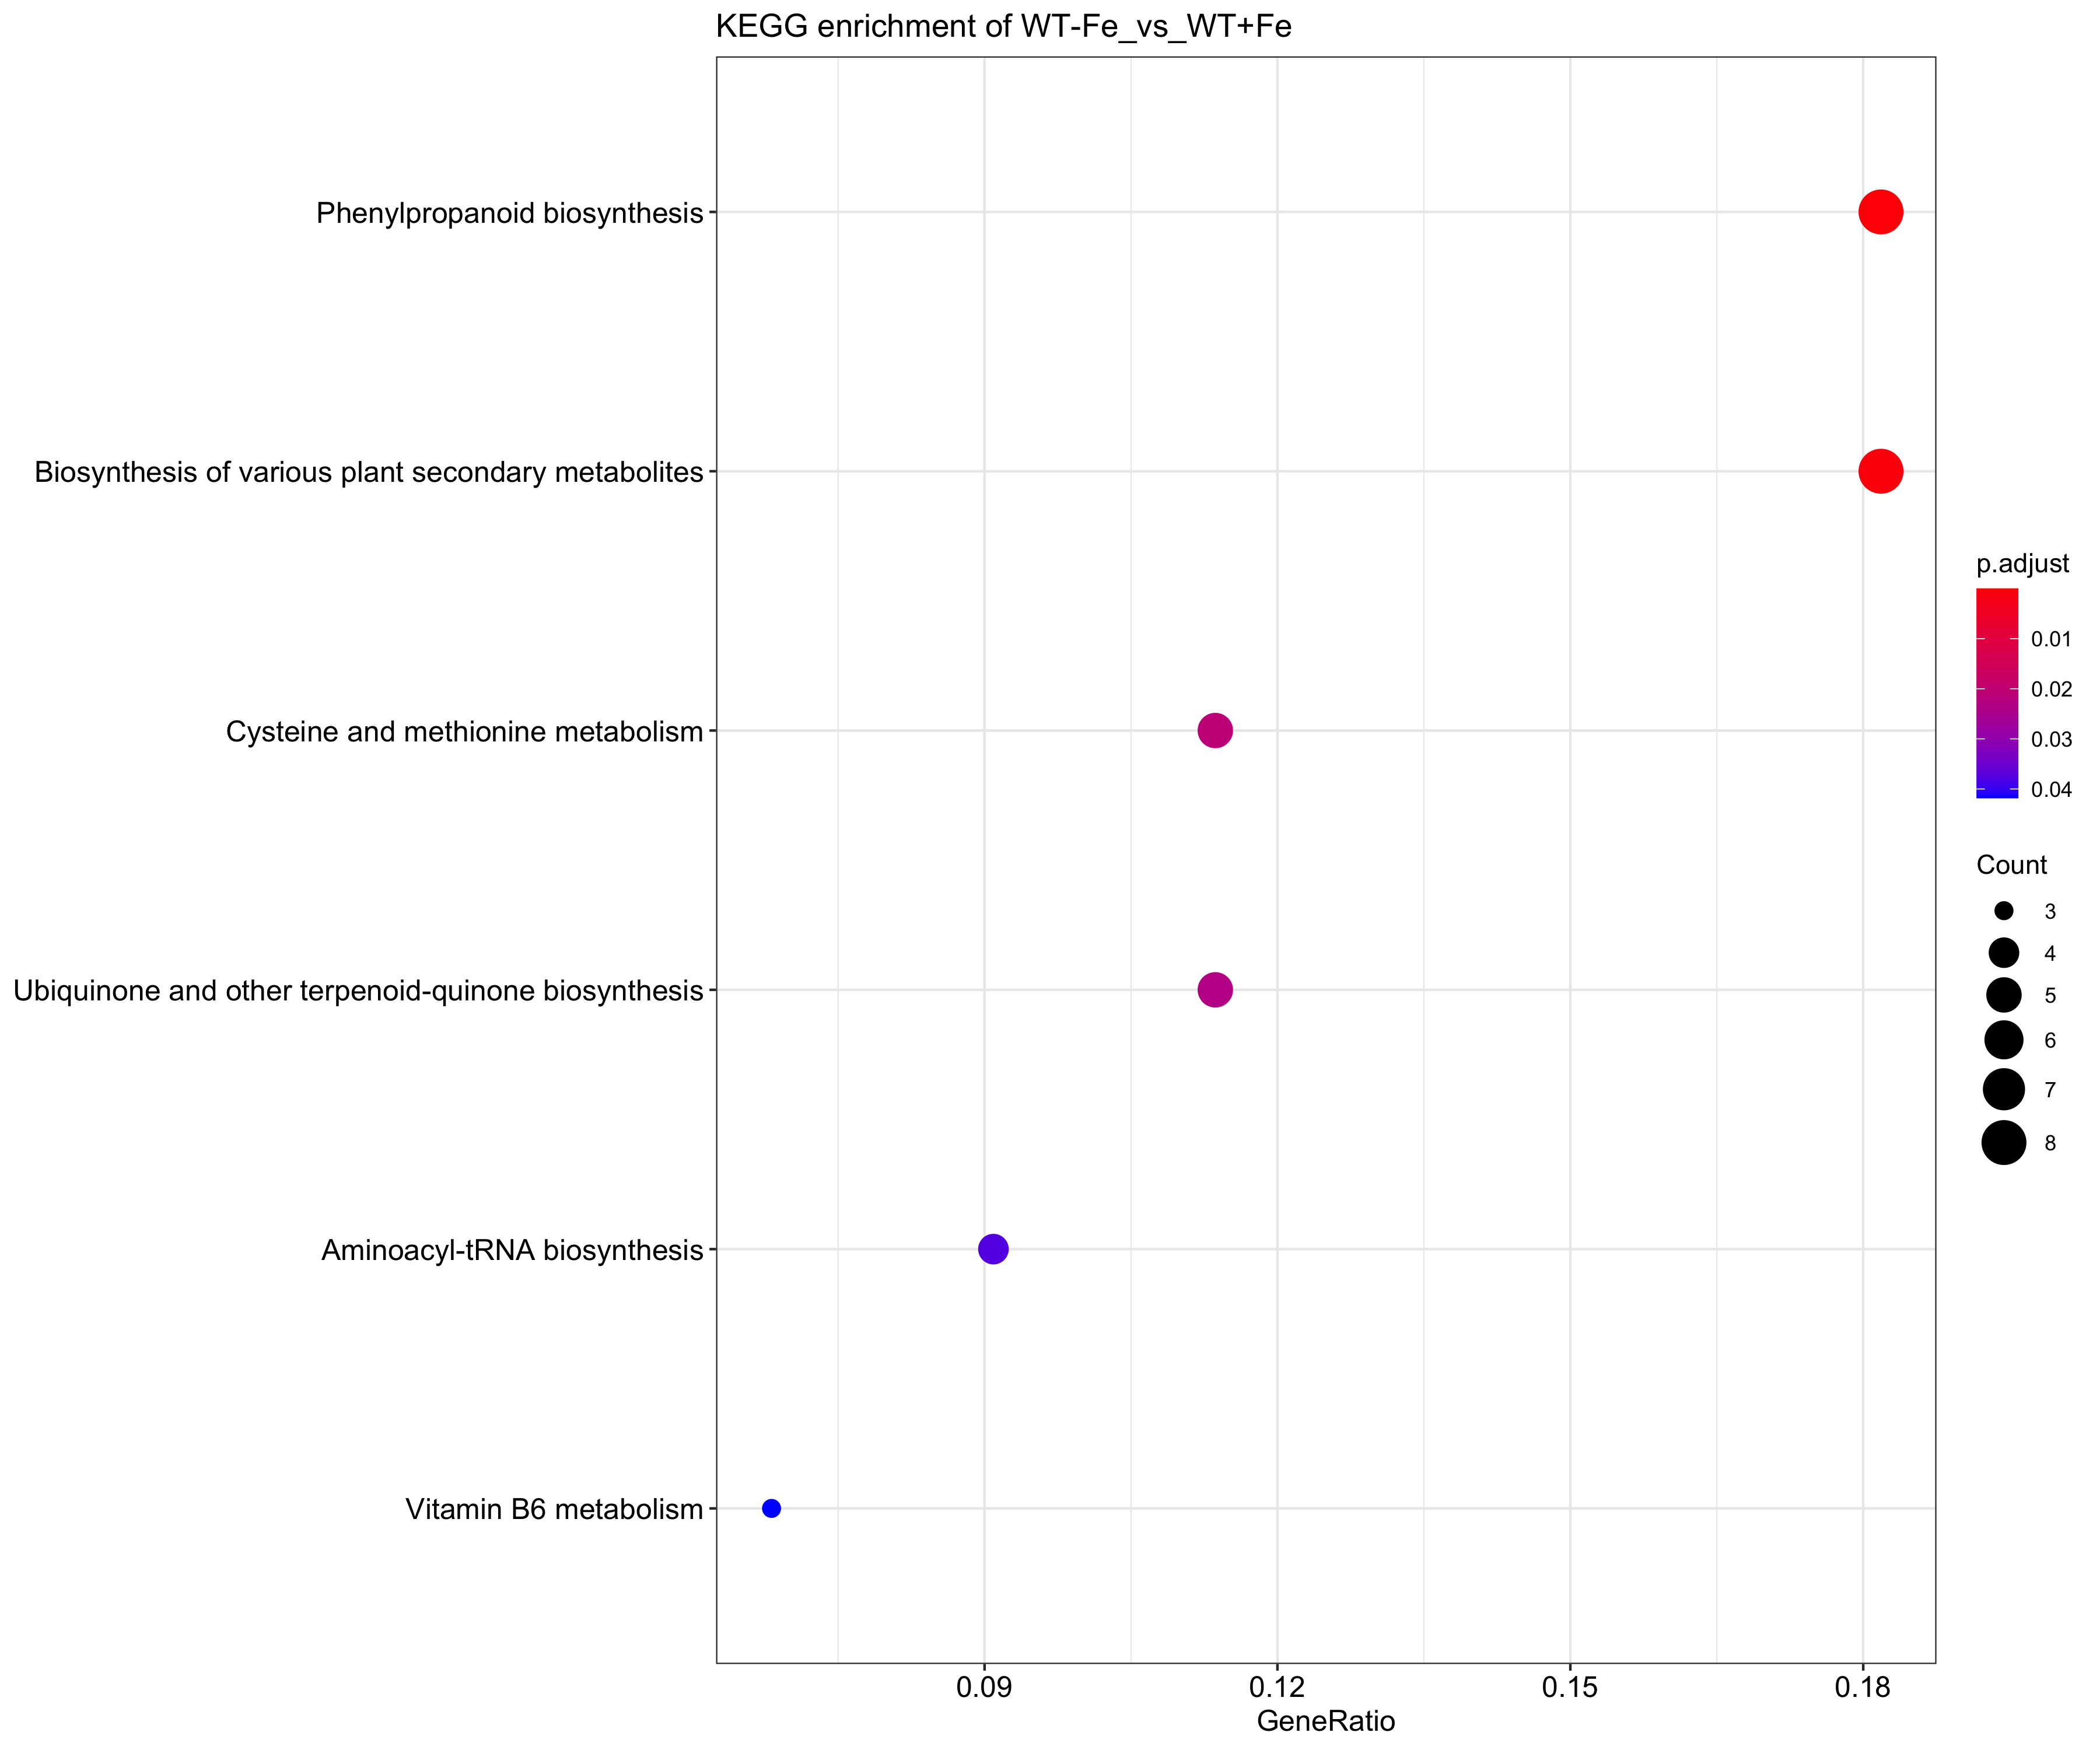 KEGG enrichment of WT-Fe_vs_WT+Fe
Phenylpropanoid biosynthesis
Biosynthesis of various plant secondary metabolites
Cysteine and methionine metabolism
Ubiquinone and other terpenoid-quinone biosynthesis
Aminoacyl-tRNA biosynthesis
Vitamin B6 metabolism
0.09
0.12
0.15
0.18
GeneRatio
p.adjust
0.01
0.02
0.03
0.04
Count
3
4
5
6
7
8